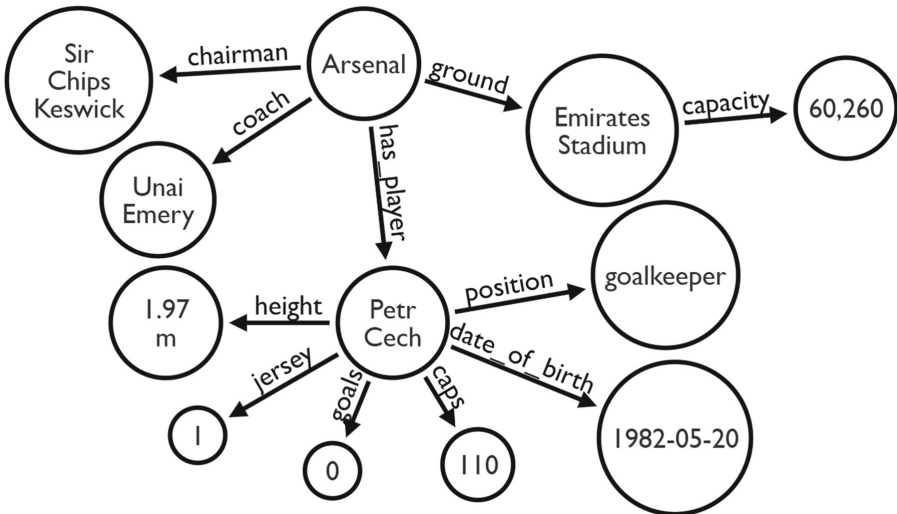 Sir
Chips
Keswick
chairman
Arsenal
ground
Emirates
Stadium
capacity
60,260
coach
Unai
Emery
has_player
Petr
Cech
position
goalkeeper
height
1.97
m
date_of_birth
1982-05-20
jersey
1
goals
0
caps
110